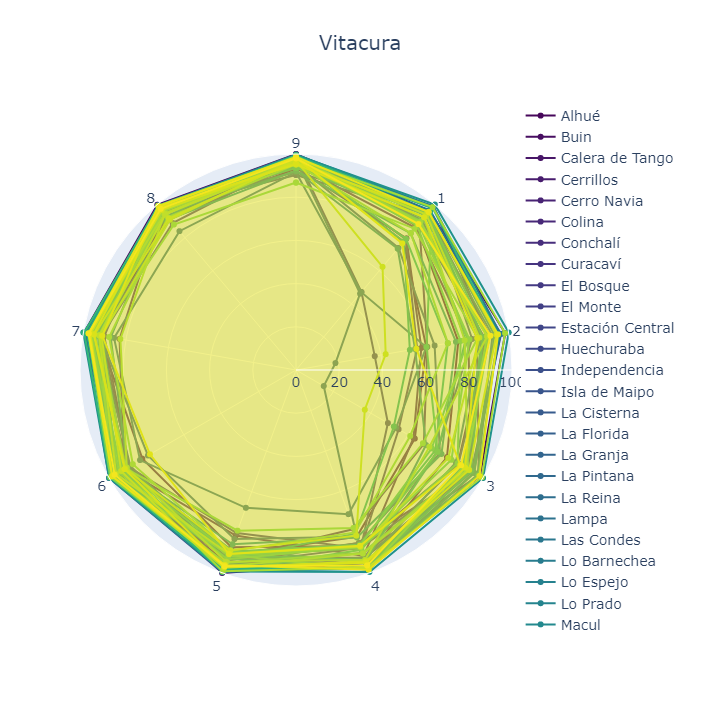 Vitacura
9
8
1
7
2
0
20
40
60
80
100
6
3
5
4
Alhué
Buin
Calera de Tango
Cerrillos
Cerro Navia
Colina
Conchalí
Curacaví
El Bosque
El Monte
Estación Central
Huechuraba
Independencia
Isla de Maipo
La Cisterna
La Florida
La Granja
La Pintana
La Reina
Lampa
Las Condes
Lo Barnechea
Lo Espejo
Lo Prado
Macul